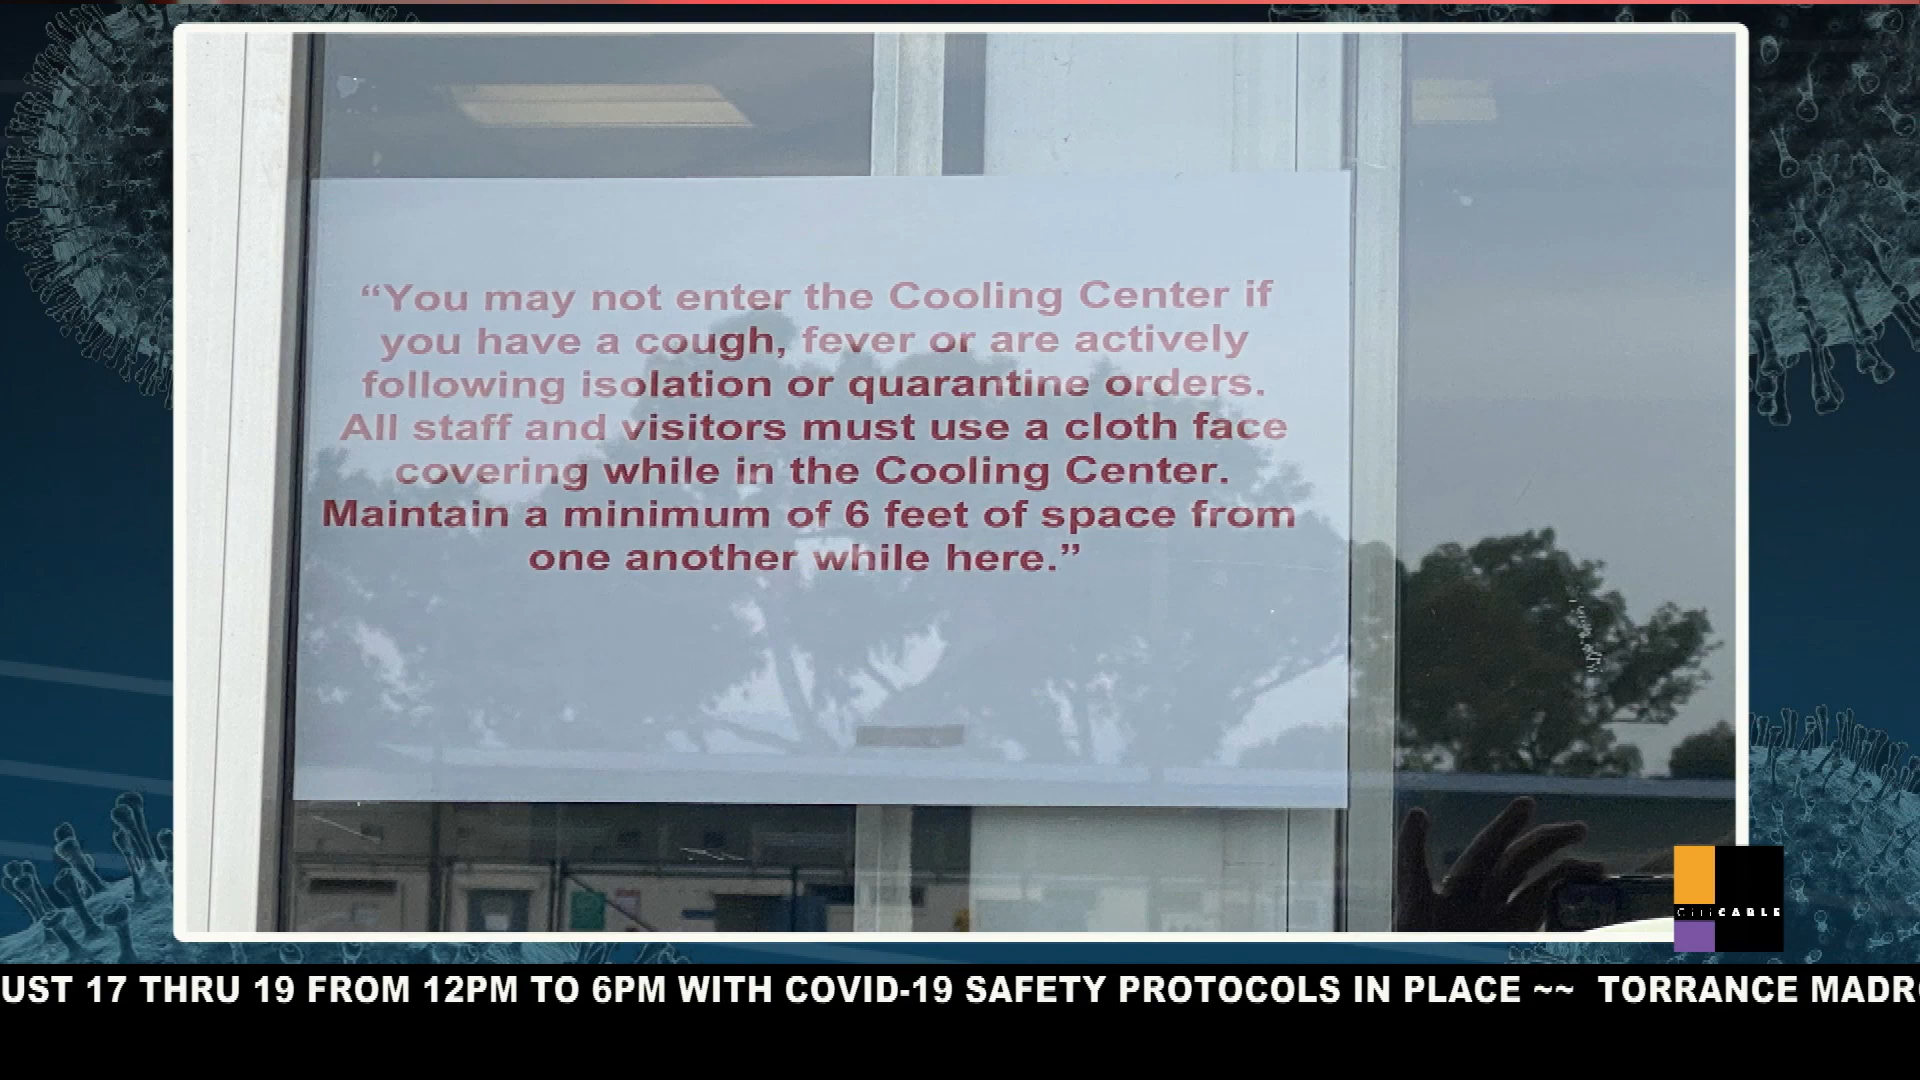 “You may not enter the Cooling Center if
you have a cough, fever or are actively
following isolation or quarantine orders.
All staff and visitors must use a cloth face
covering while in the Cooling Center.
Maintain a minimum of 6 feet of space from
one another while here.”
CITICABLE
UST 17 THRU 19 FROM 12PM TO 6PM WITH COVID-19 SAFETY PROTOCOLS IN PLACE ~~ TORRANCE MADR